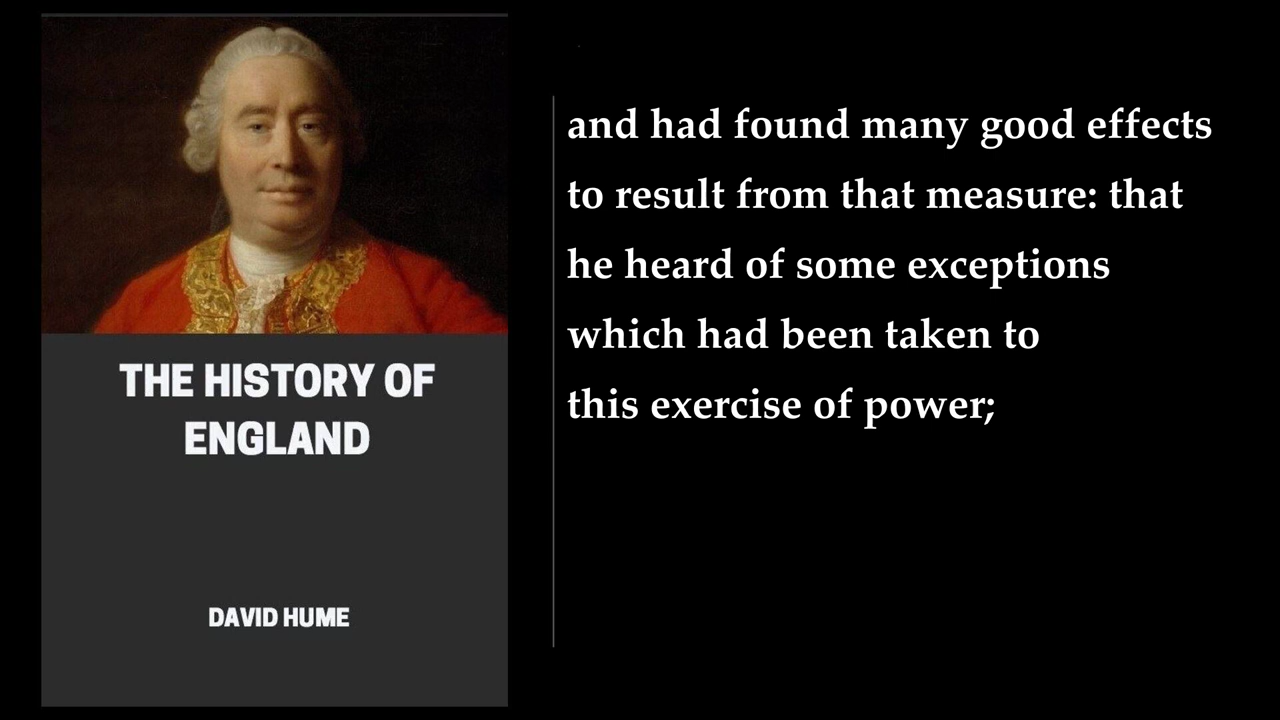 THE HISTORY OF
ENGLAND
DAVID HUME
and had found many good effects
to result from that measure: that
he heard of some exceptions
which had been taken to
this exercise of power;